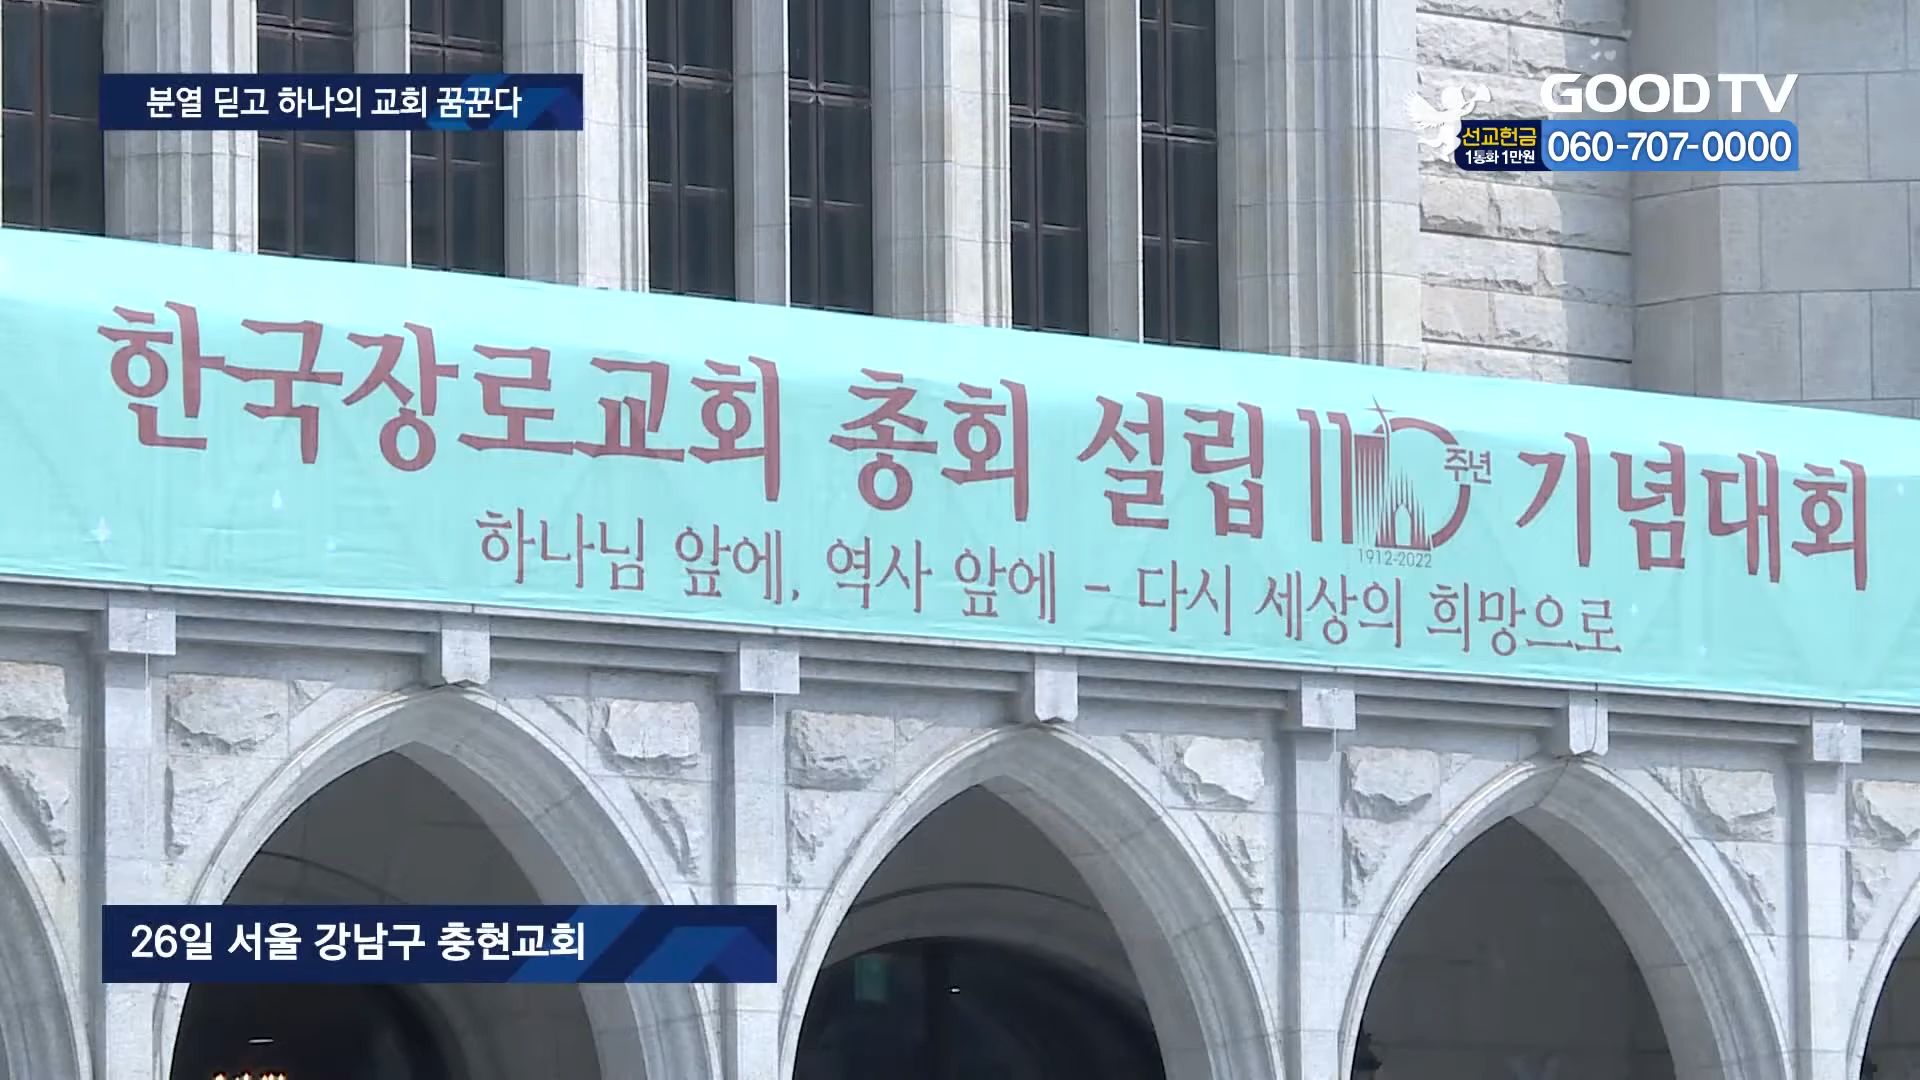 분열 딛고 하나의 교회 꿈꾼다
GOOD TV
선교헌금
1통화 1만원
060-707-0000
한국장로교회 총회 설립 110주년 기념대회
1912-2022
하나님 앞에, 역사 앞에 - 다시 세상의 희망으로
26일 서울 강남구 충현교회